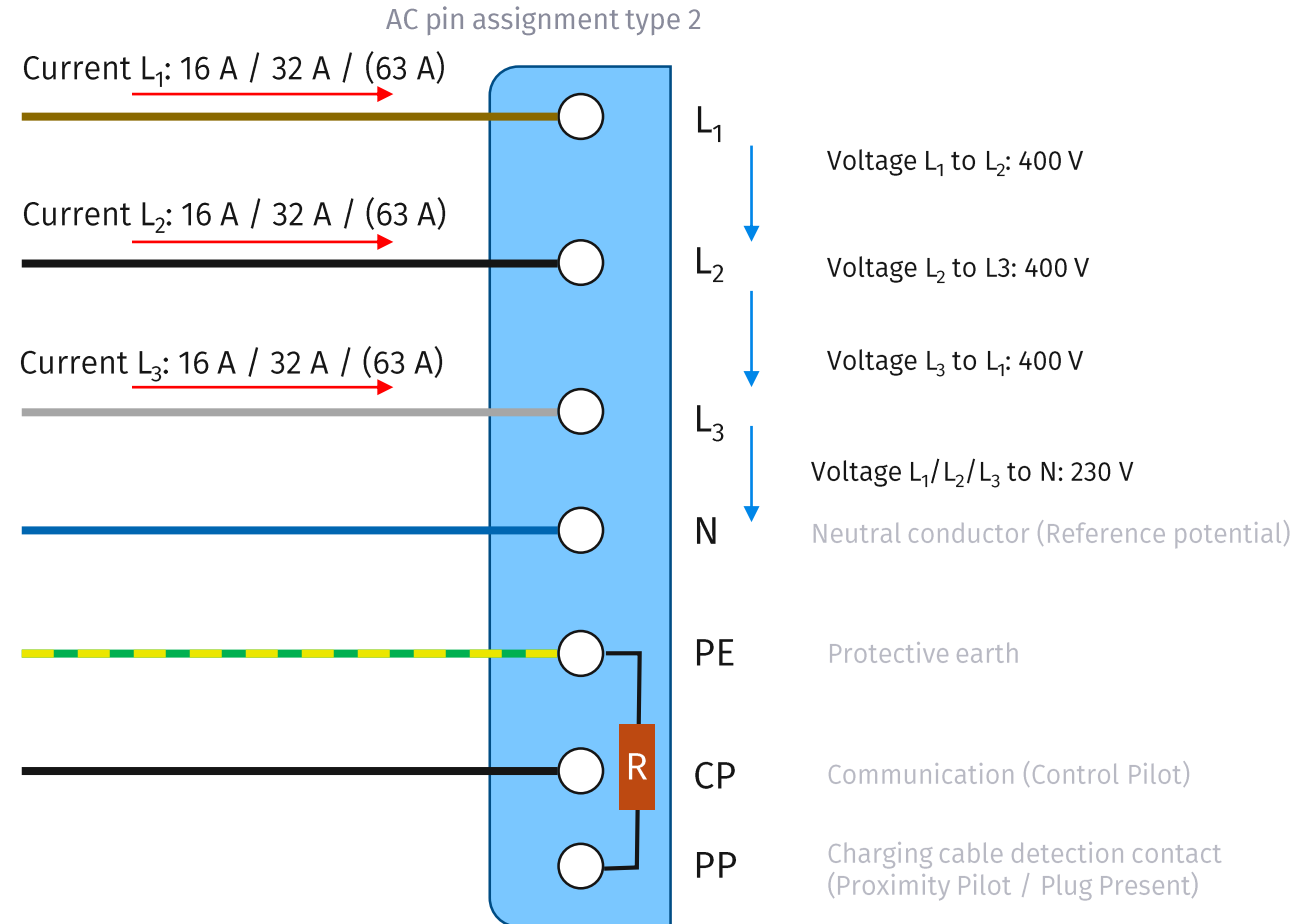 AC pin assignment type 2
Current L₁: 16 A / 32 A / (63 A)
L₁
Voltage L₁ to L₂: 400 V
Current L₂: 16 A / 32 A / (63 A)
L₂
Voltage L₂ to L3: 400 V
Current L₃: 16 A / 32 A / (63 A)
Voltage L₃ to L₁: 400 V
L₃
Voltage L₁/L₂/L₃ to N: 230 V
N
Neutral conductor (Reference potential)
PE
Protective earth
R
CP
Communication (Control Pilot)
PP
Charging cable detection contact
(Proximity Pilot / Plug Present)